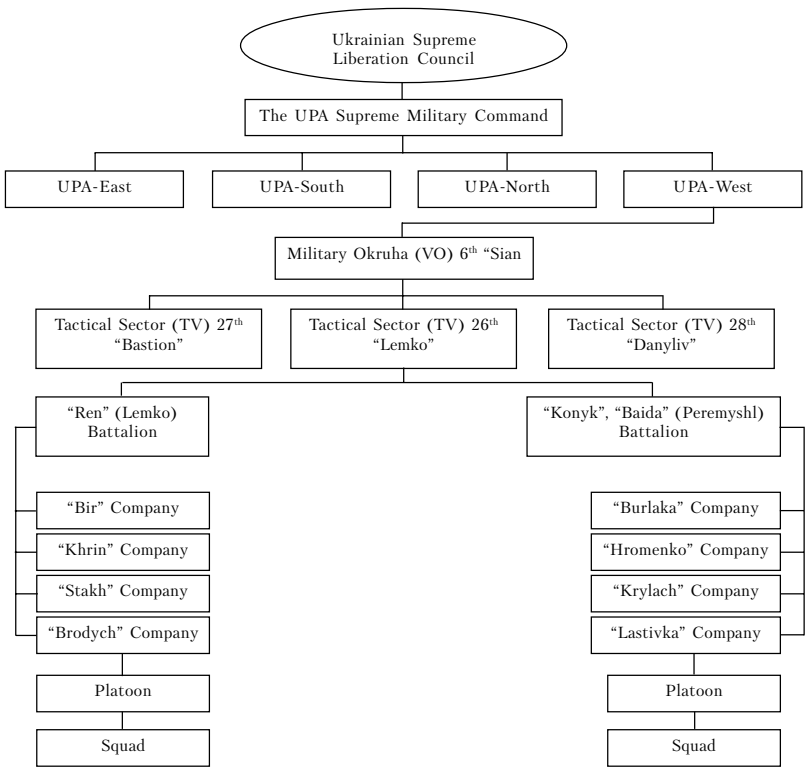 Ukrainian Supreme
Liberation Council
The UPA Supreme Military Command
UPA-East
UPA-South
UPA-North
UPA-West
Military Okruha (VO) 6th “Sian
Tactical Sector (TV) 27th
“Bastion”
Tactical Sector (TV) 26th
“Lemko”
Tactical Sector (TV) 28th
“Danyliv”
“Ren” (Lemko)
Battalion
“Konyk”, “Baida” (Peremyshl)
Battalion
“Bir” Company
“Khrin” Company
“Stakh” Company
“Brodych” Company
Platoon
Squad
“Burlaka” Company
“Hromenko” Company
“Krylach” Company
“Lastivka” Company
Platoon
Squad